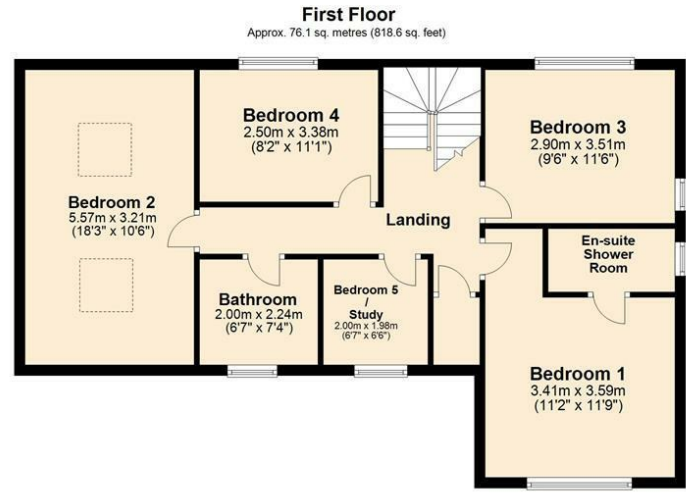 First Floor
Approx. 76.1 sq. metres (818.6 sq. feet)
Bedroom 4
2.50m x 3.38m
(8'2" x 11'1")
Bedroom 3
2.90m x 3.51m
(9'6" x 11'6")
Bedroom 2
5.57m x 3.21m
(18'3" x 10'6")
Landing
En-suite
Shower
Room
Bathroom
2.00m x 2.24m
(6'7" x 7'4")
Bedroom 5
/
Study
2.00m x 1.98m
(6'7" x 6'6")
Bedroom 1
3.41m x 3.59m
(11'2" x 11'9")